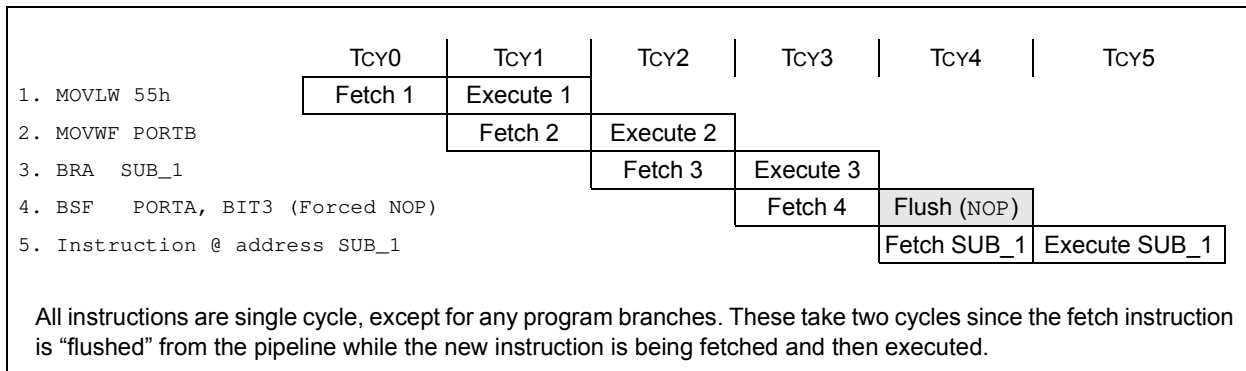 TCY0 TCY1 TCY2 TCY3 TCY4 TCY5
1. MOVLW 55h Fetch 1 Execute 1
2. MOVWF PORTB Fetch 2 Execute 2
3. BRA SUB_1 Fetch 3 Execute 3
4. BSF PORTA, BIT3 (Forced NOP) Fetch 4 Flush (NOP)
5. Instruction @ address SUB_1 Fetch SUB_1 Execute SUB_1
All instructions are single cycle, except for any program branches. These take two cycles since the fetch instruction
is “flushed” from the pipeline while the new instruction is being fetched and then executed.